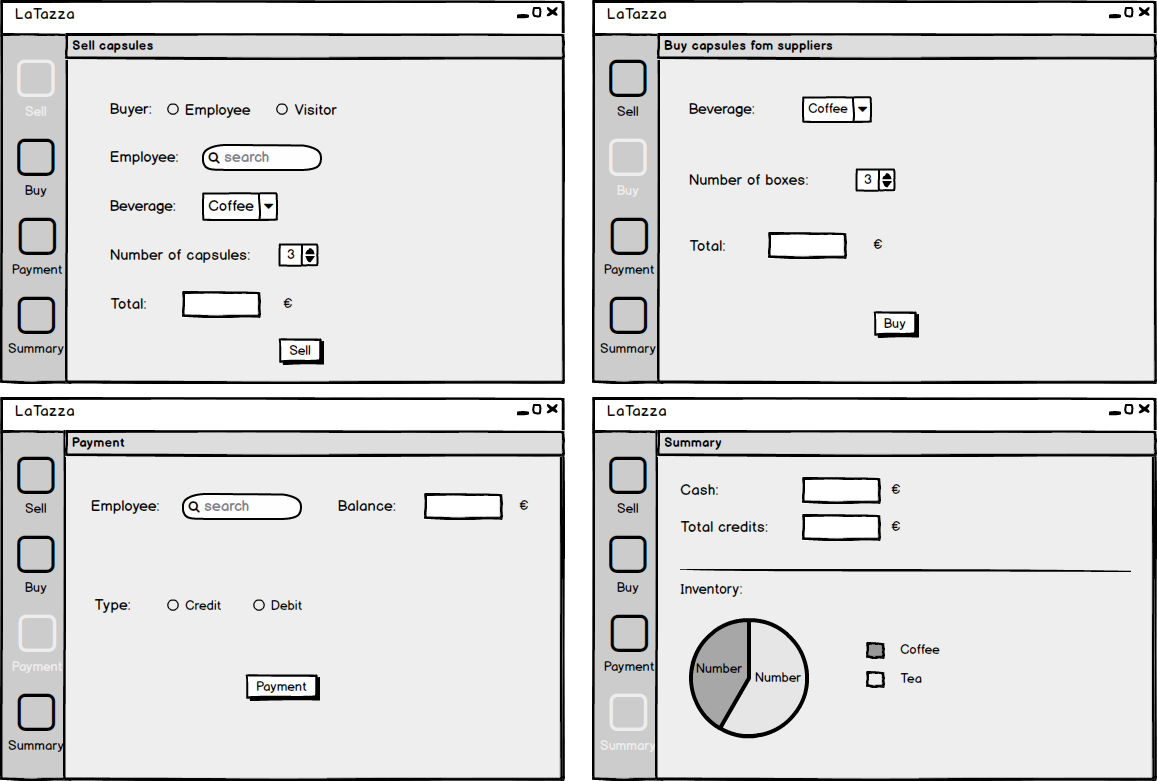 LaTazza
Sell capsules
Sell
Buy
Payment
Summary
Buyer: Employee Visitor
Employee: search
Beverage: Coffee
Number of capsules: 3
Total: €
Sell
LaTazza
Buy capsules fom suppliers
Sell
Buy
Payment
Summary
Beverage: Coffee
Number of boxes: 3
Total: €
Buy
LaTazza
Payment
Sell
Buy
Payment
Summary
Employee: search Balance: €
Type: Credit Debit
Payment
LaTazza
Summary
Sell
Buy
Payment
Summary
Cash: €
Total credits: €
Inventory:
Number
Number
Coffee
Tea